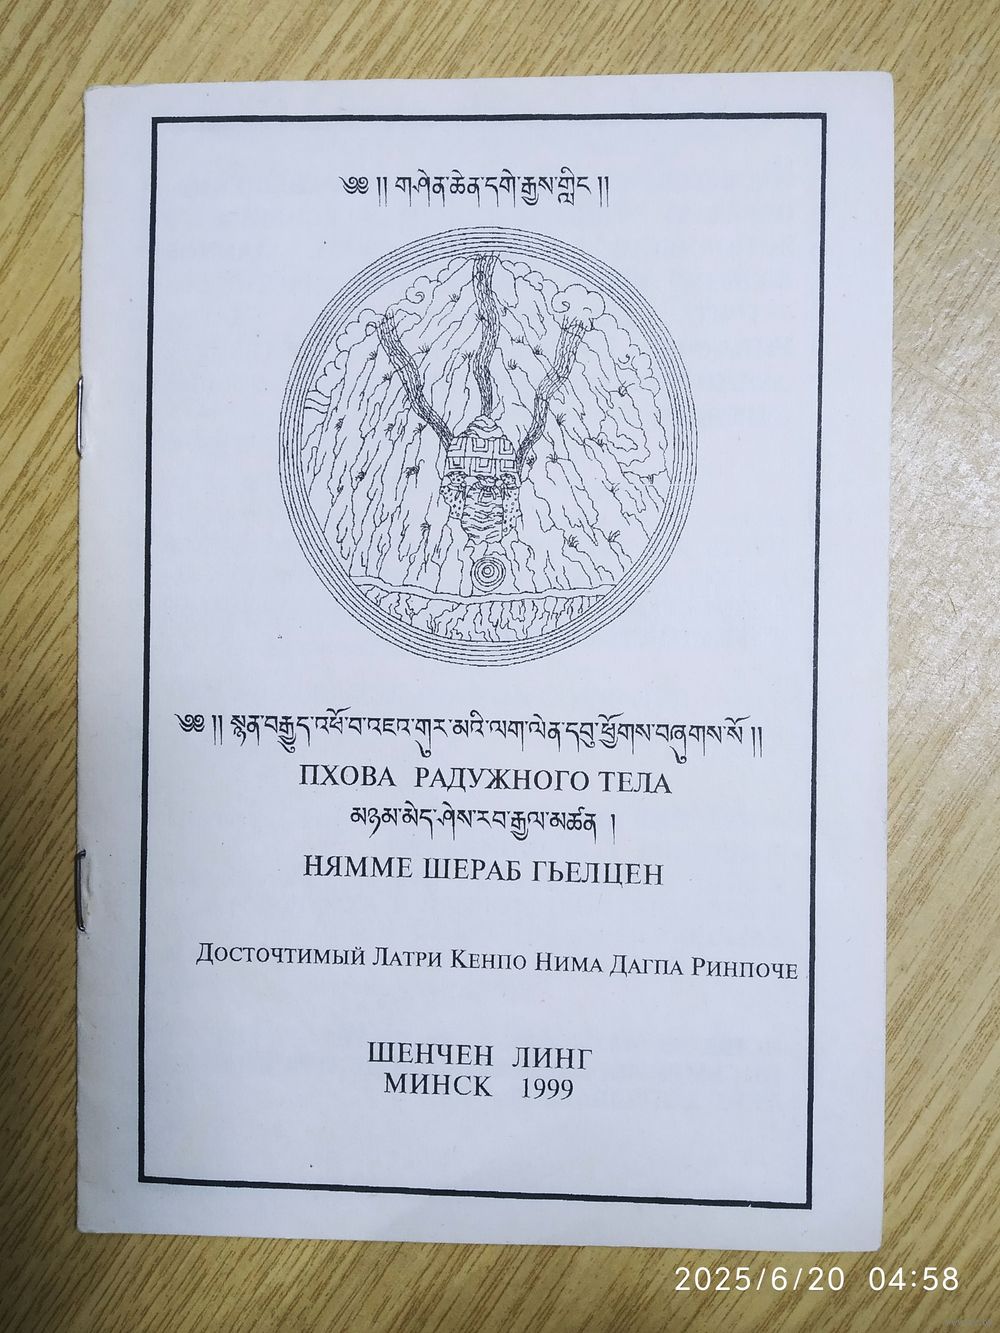 ༄༅།། གཤེན་ཆེན་དགེ་རྒྱས་གླིང་།།
༄༅།། སྙན་བརྒྱུད་འཕོ་བ་འཇའ་གུར་མའི་ལག་ལེན་དབུ་ཕྱོགས་བཞུགས་སོ།།
ПХОВА РАДУЖНОГО ТЕЛА
མཉམ་མེད་ཤེས་རབ་རྒྱལ་མཚན །
НЯММЕ ШЕРАБ ГЬЕЛЦЕН
ДОСТОЧТИМЫЙ ЛАТРИ КЕНПО НИМА ДАГПА РИНПОЧЕ
ШЕНЧЕН ЛИНГ
МИНСК 1999
2025/6/20 04:58